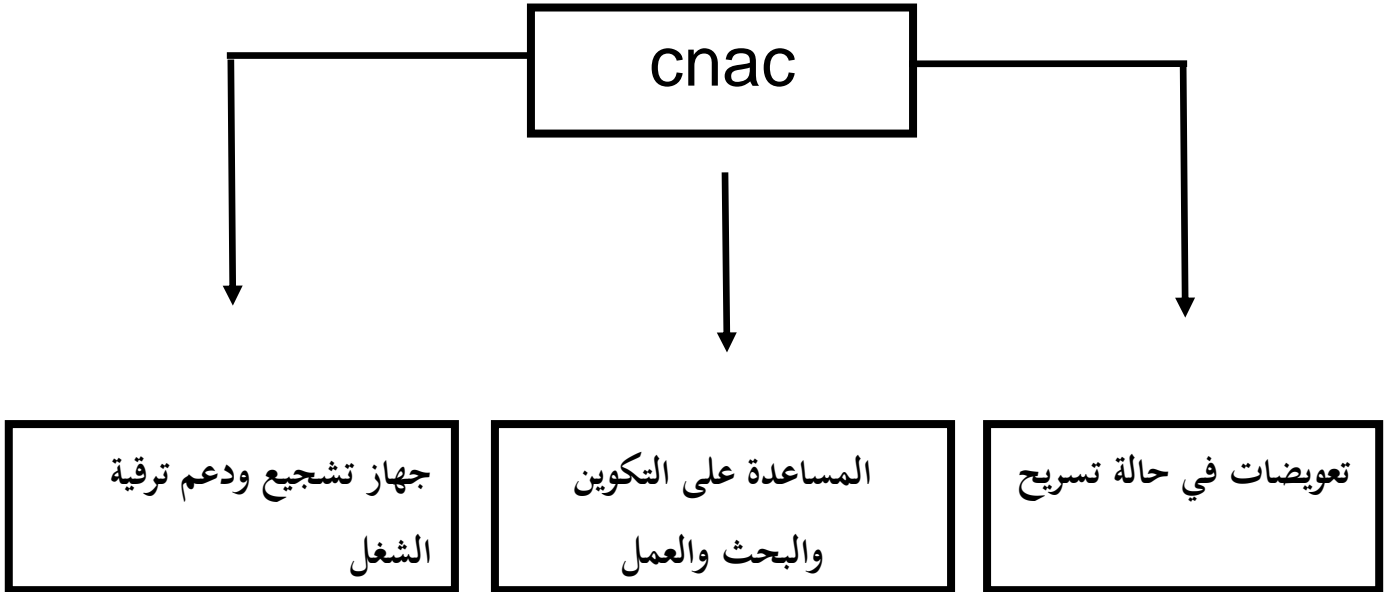 cnac
تعويضات في حالة تسريح
المساعدة على التكوين
والبحث والعمل
جهاز تشجيع ودعم ترقية
الشغل